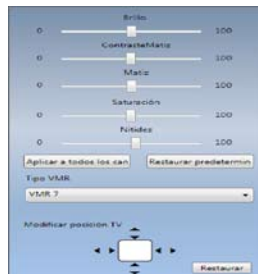 Brillo
0 100
ContrasteMatiz
0 100
Matiz
0 100
Saturación
0 100
Nitidez
0 100
Aplicar a todos los can Restaurar predetermin
Tipo VMR
VMR 7
Modificar posición TV
Restaurar